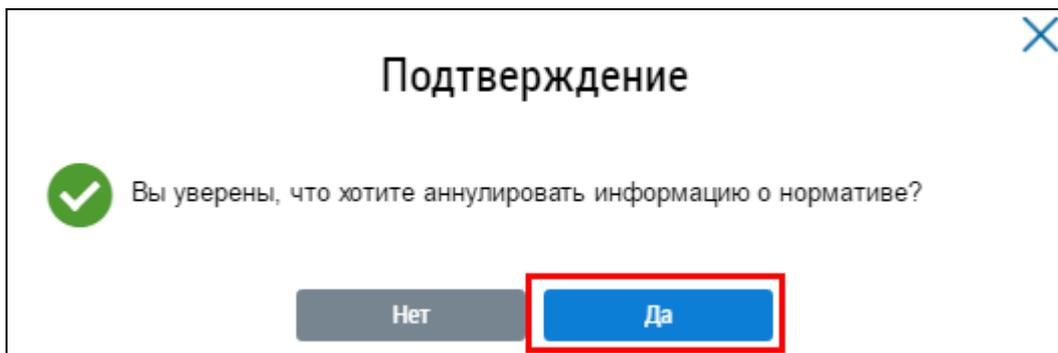 Подтверждение
Вы уверены, что хотите аннулировать информацию о нормативе?
Нет
Да